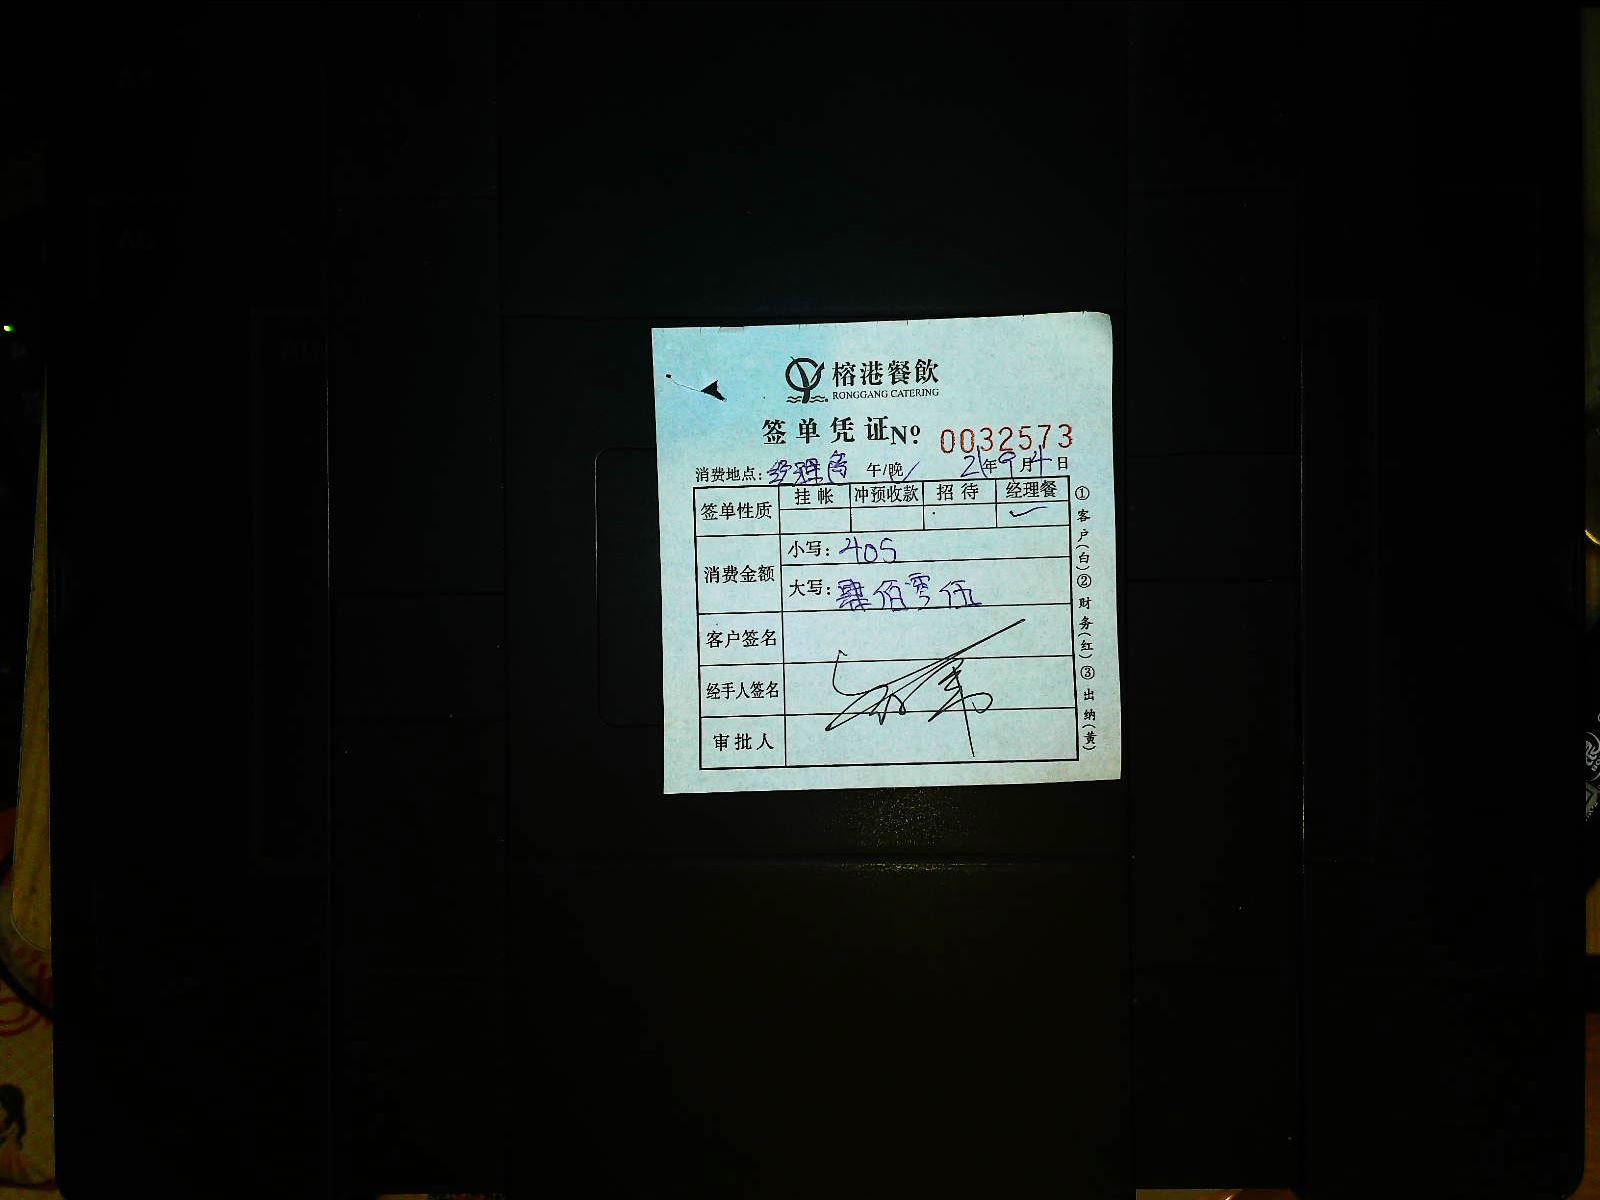 榕港餐飲
RONGGANG CATERING
签单凭证 Nº 0032573
消费地点: 经理房 午/晚 21年9月4日
签单性质 挂帐 冲预收款 招待 经理餐
✓
消费金额 小写: 405
大写: 肆佰零伍
客户签名
经手人签名
审批人
①客户(白)②财务(红)③出纳(黄)